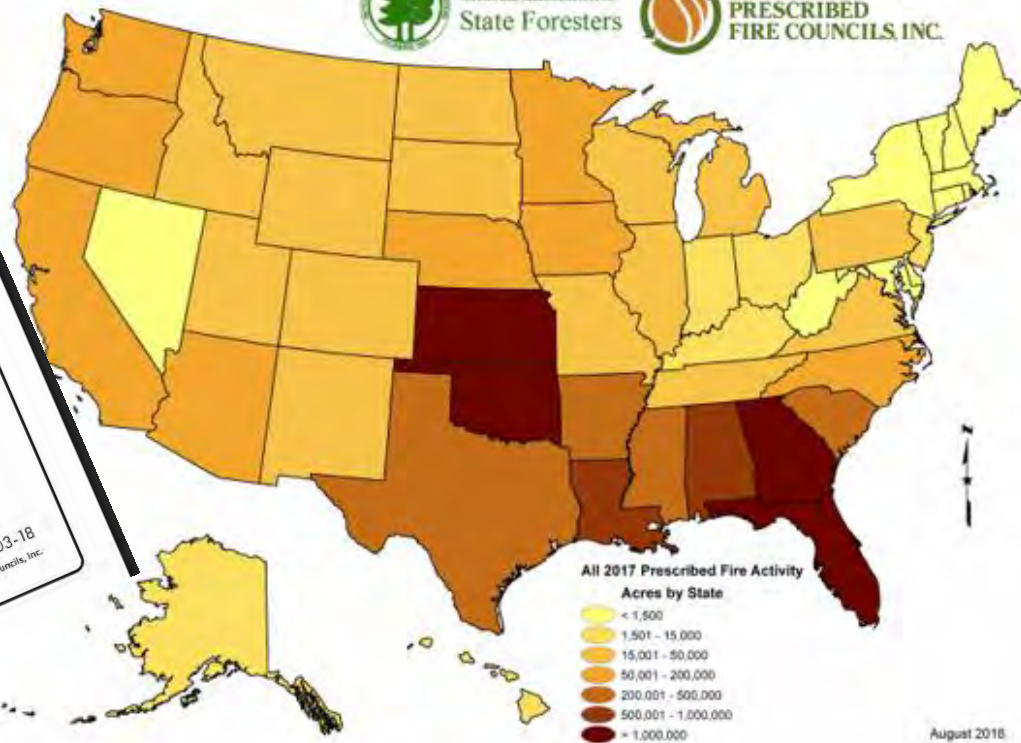 State Foresters
PRESCRIBED
FIRE COUNCILS, INC.
03-18
uncils, Inc.
N
All 2017 Prescribed Fire Activity
Acres by State
< 1,500
1,501 - 15,000
15,001 - 50,000
50,001 - 200,000
200,001 - 500,000
500,001 - 1,000,000
> 1,000,000
August 2018